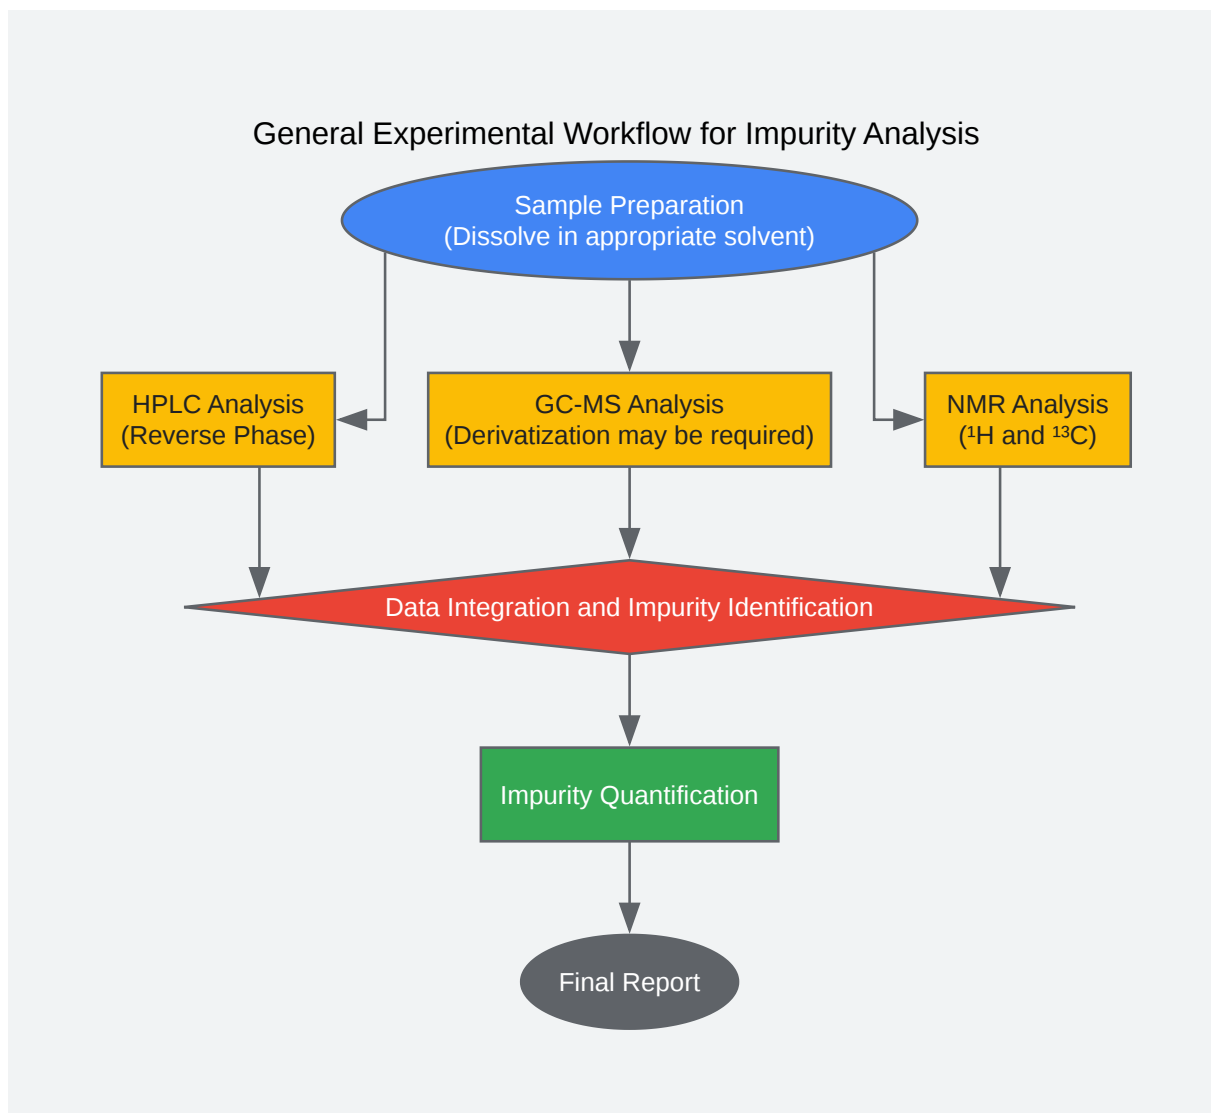 General Experimental Workflow for Impurity Analysis
Sample Preparation
(Dissolve in appropriate solvent)
HPLC Analysis
(Reverse Phase)
GC-MS Analysis
(Derivatization may be required)
NMR Analysis
(¹H and ¹³C)
Data Integration and Impurity Identification
Impurity Quantification
Final Report